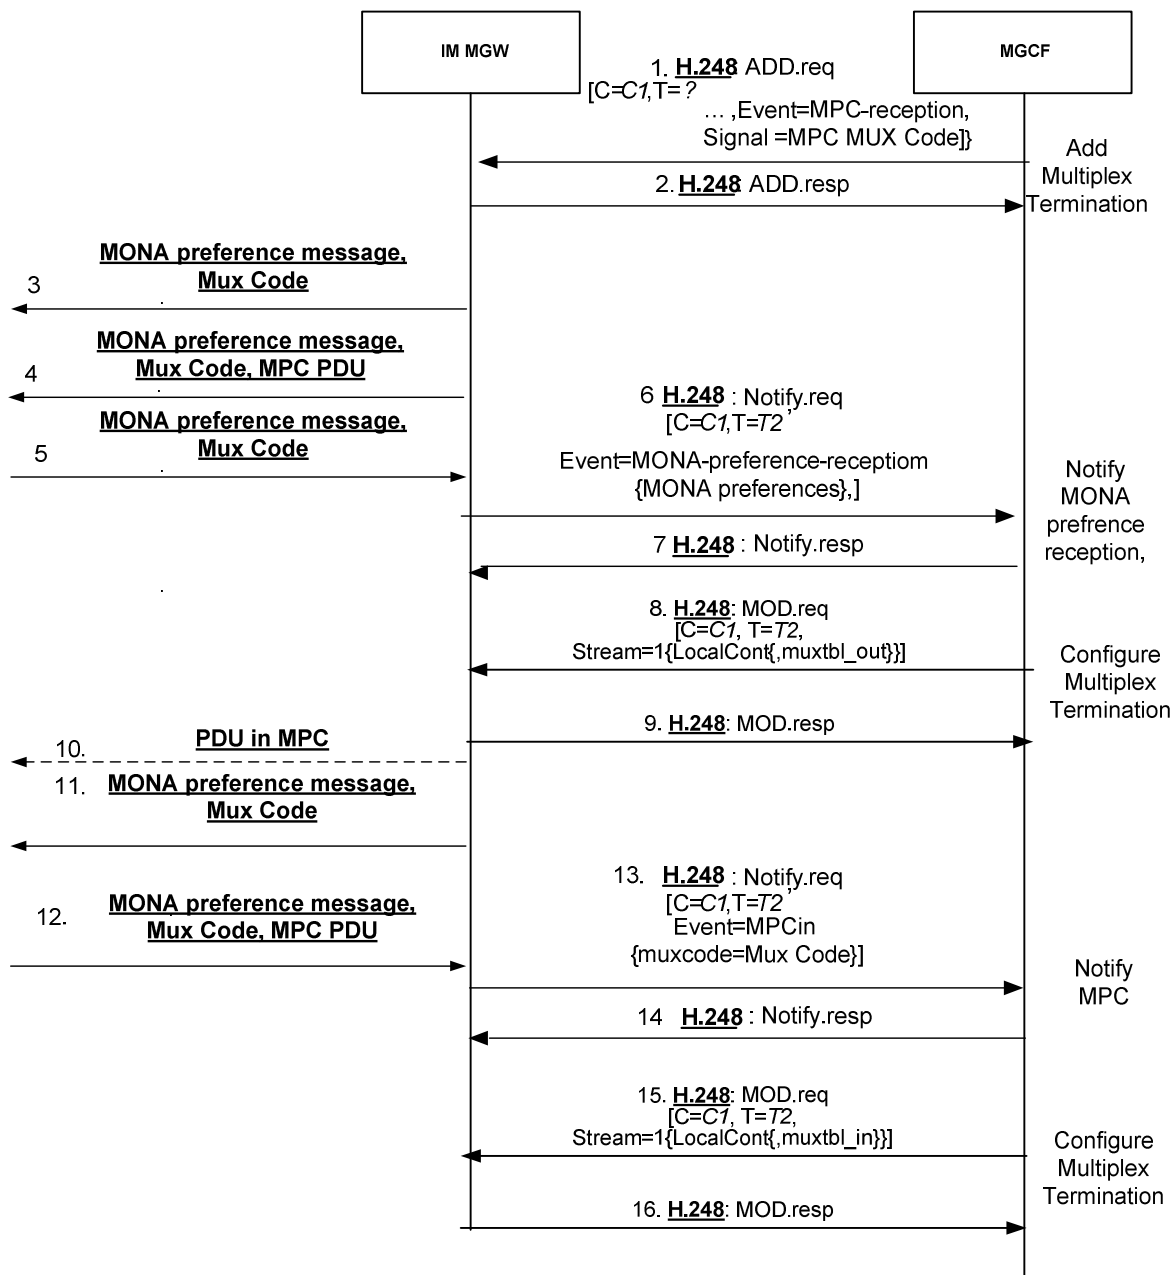 IM MGW
MGCF
1. H.248: ADD.req
[C=C1,T=?
… ,Event=MPC-reception,
Signal =MPC MUX Code]}
Add
Multiplex
Termination
2. H.248: ADD.resp
MONA preference message,
Mux Code
3
MONA preference message,
Mux Code, MPC PDU
4
MONA preference message,
Mux Code
5
6 H.248 : Notify.req
[C=C1,T=T2,
Event=MONA-preference-receptiom
{MONA preferences},]
Notify
MONA
prefrence
reception,
7 H.248 : Notify.resp
8. H.248: MOD.req
[C=C1, T=T2,
Stream=1{LocalCont{,muxtbl_out}}]
Configure
Multiplex
Termination
9. H.248: MOD.resp
10. PDU in MPC
11. MONA preference message,
Mux Code
12. MONA preference message,
Mux Code, MPC PDU
13. H.248 : Notify.req
[C=C1,T=T2,
Event=MPCin
{muxcode=Mux Code}]
Notify
MPC
14 H.248 : Notify.resp
15. H.248: MOD.req
[C=C1, T=T2,
Stream=1{LocalCont{,muxtbl_in}}]
Configure
Multiplex
Termination
16. H.248: MOD.resp